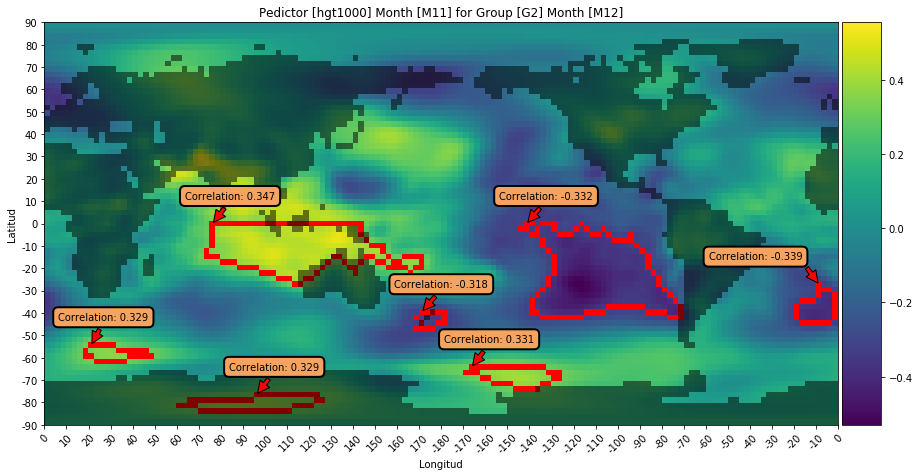 Pedictor [hgt1000] Month [M11] for Group [G2] Month [M12]
90
80
70
60
50
40
30
20
10
0
-10
-20
-30
-40
-50
-60
-70
-80
-90
Latitud
Correlation: 0.347
Correlation: -0.332
Correlation: -0.339
Correlation: -0.318
Correlation: 0.329
Correlation: 0.331
Correlation: 0.329
0 10 20 30 40 50 60 70 80 90 100 110 120 130 140 150 160 170 -170 -160 -150 -140 -130 -120 -110 -100 -90 -80 -70 -60 -50 -40 -30 -20 -10 0
Longitud
0.4
0.2
0.0
−0.2
−0.4